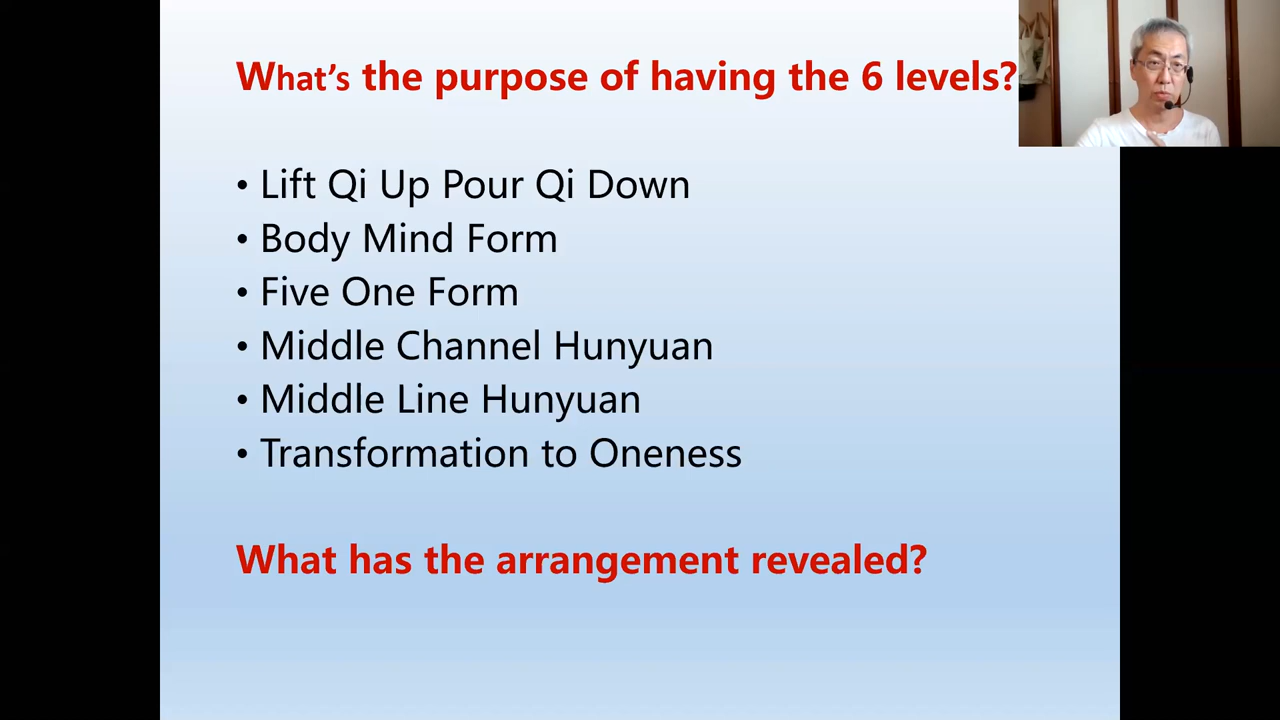 What's the purpose of having the 6 levels?
• Lift Qi Up Pour Qi Down
• Body Mind Form
• Five One Form
• Middle Channel Hunyuan
• Middle Line Hunyuan
• Transformation to Oneness
What has the arrangement revealed?